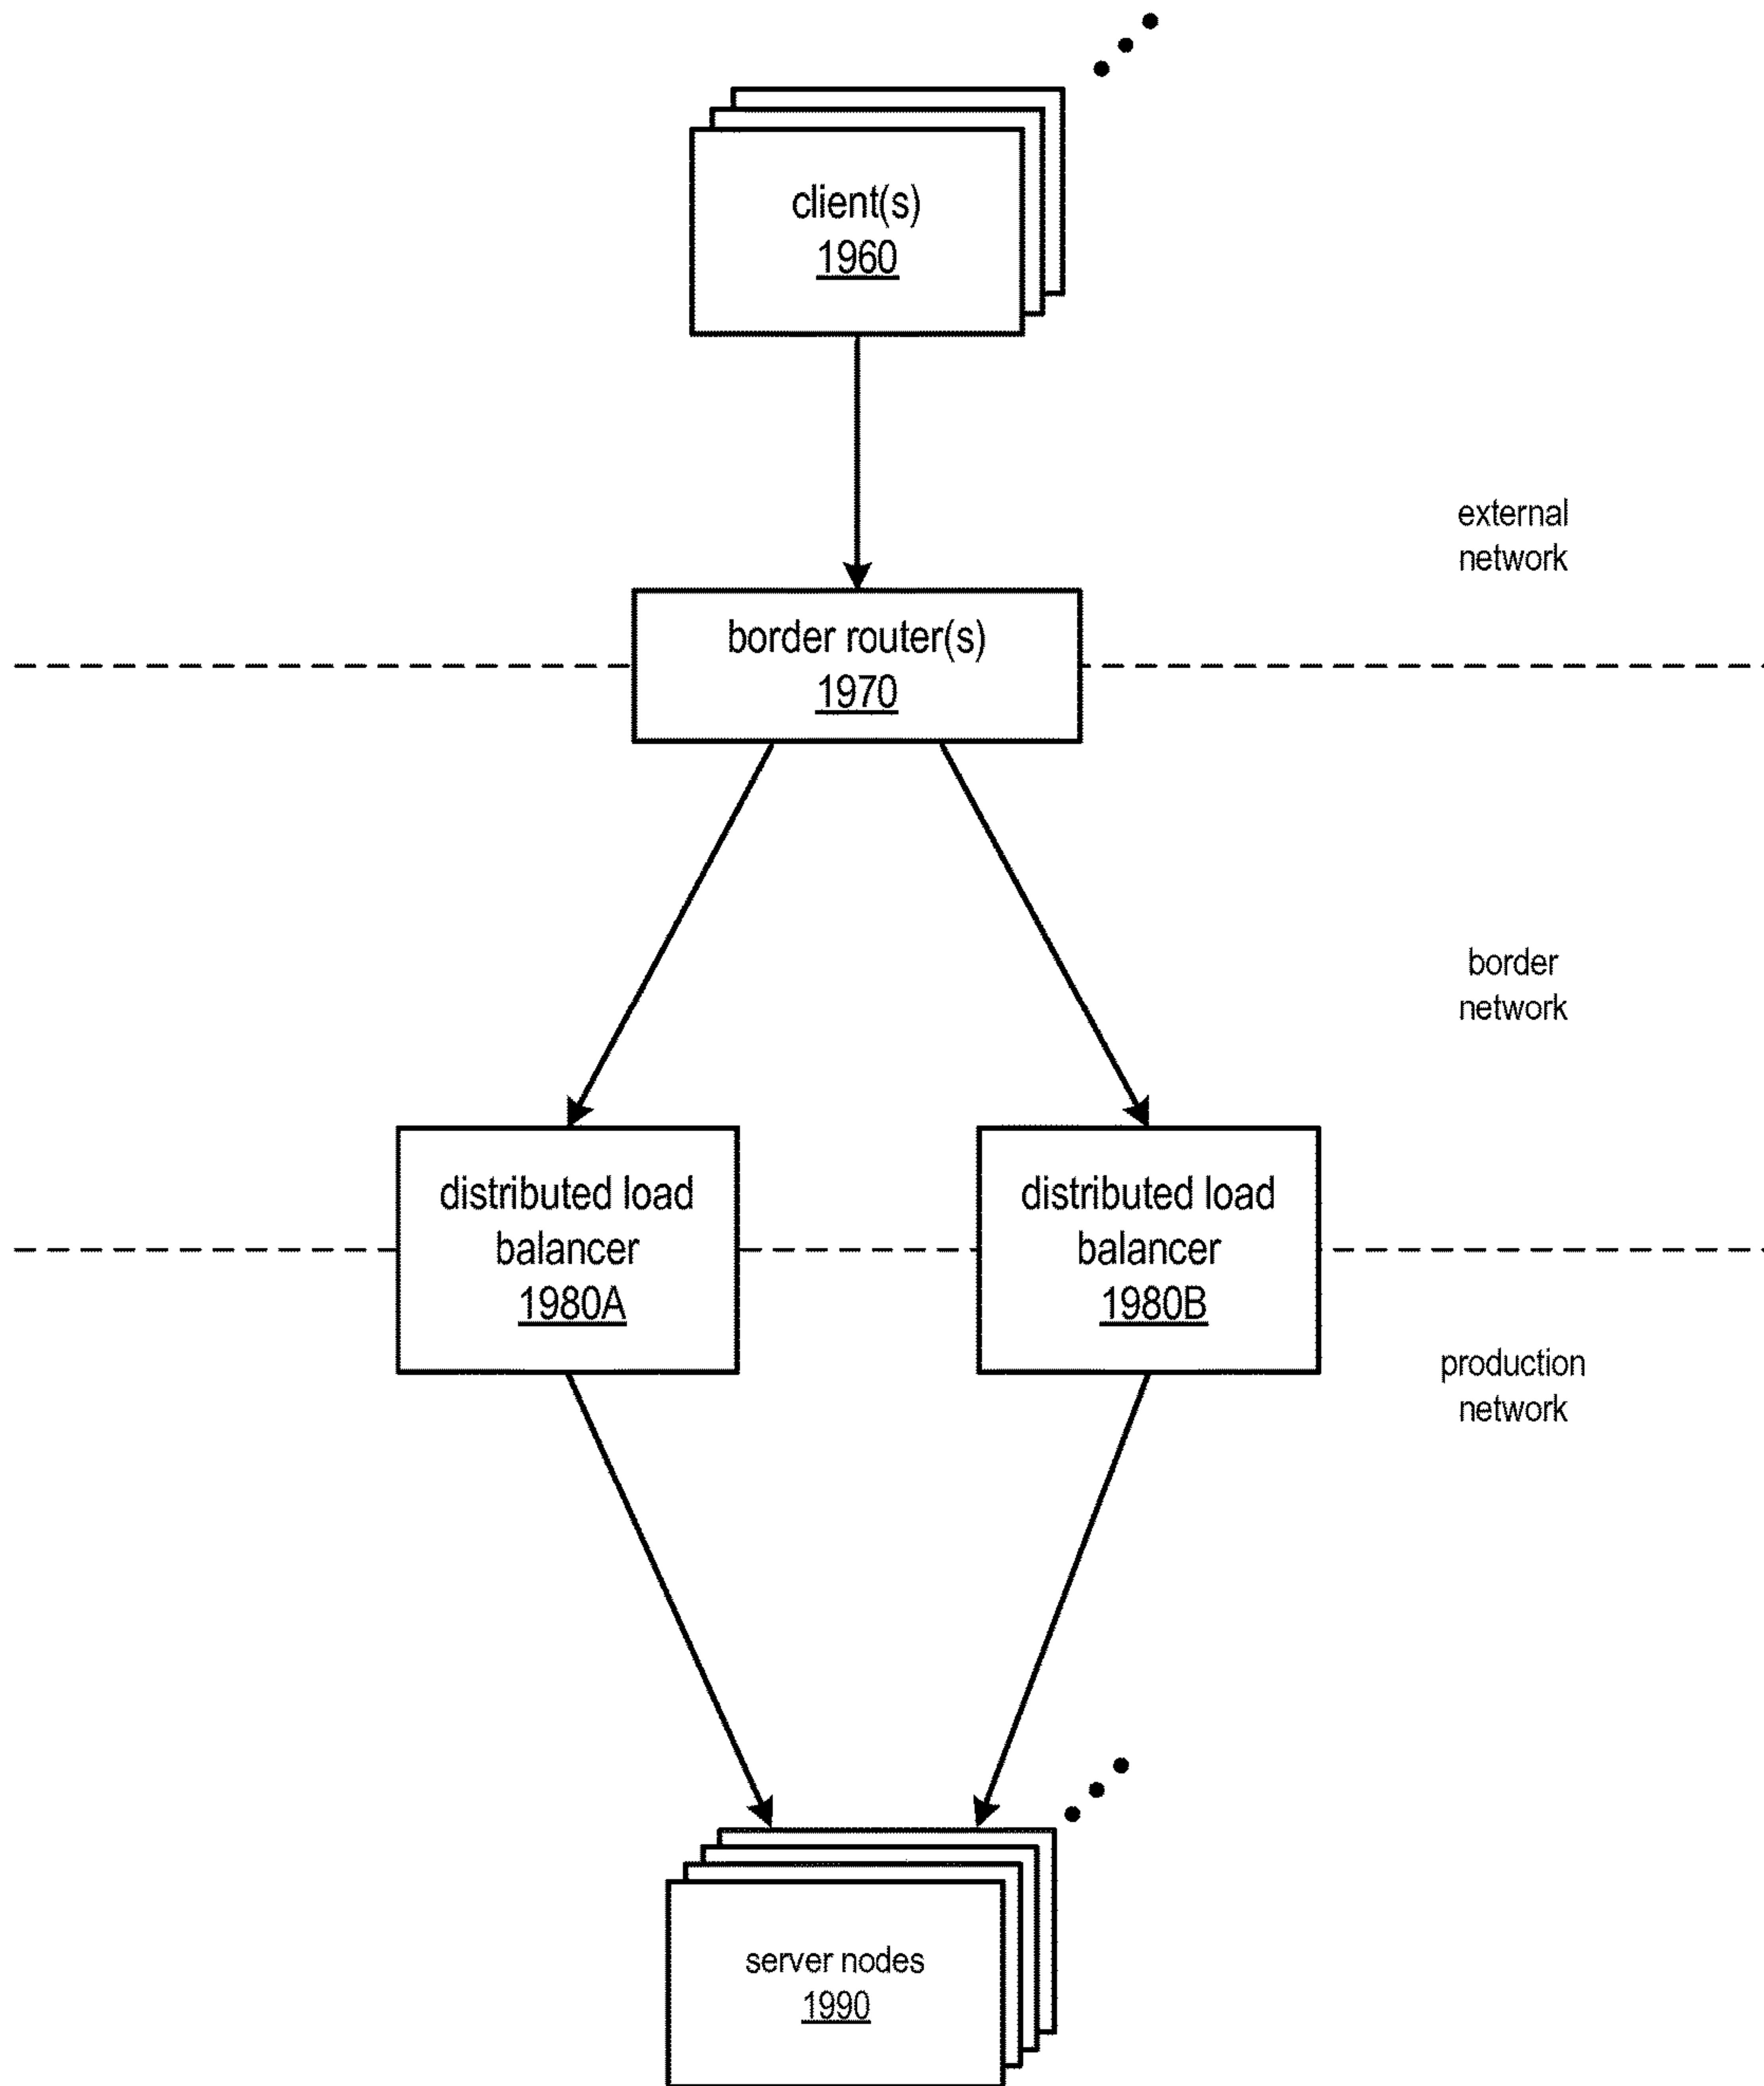 client(s)
1960
external
network
border router(s)
1970
border
network
distributed load
balancer
1980A
distributed load
balancer
1980B
production
network
server nodes
1990